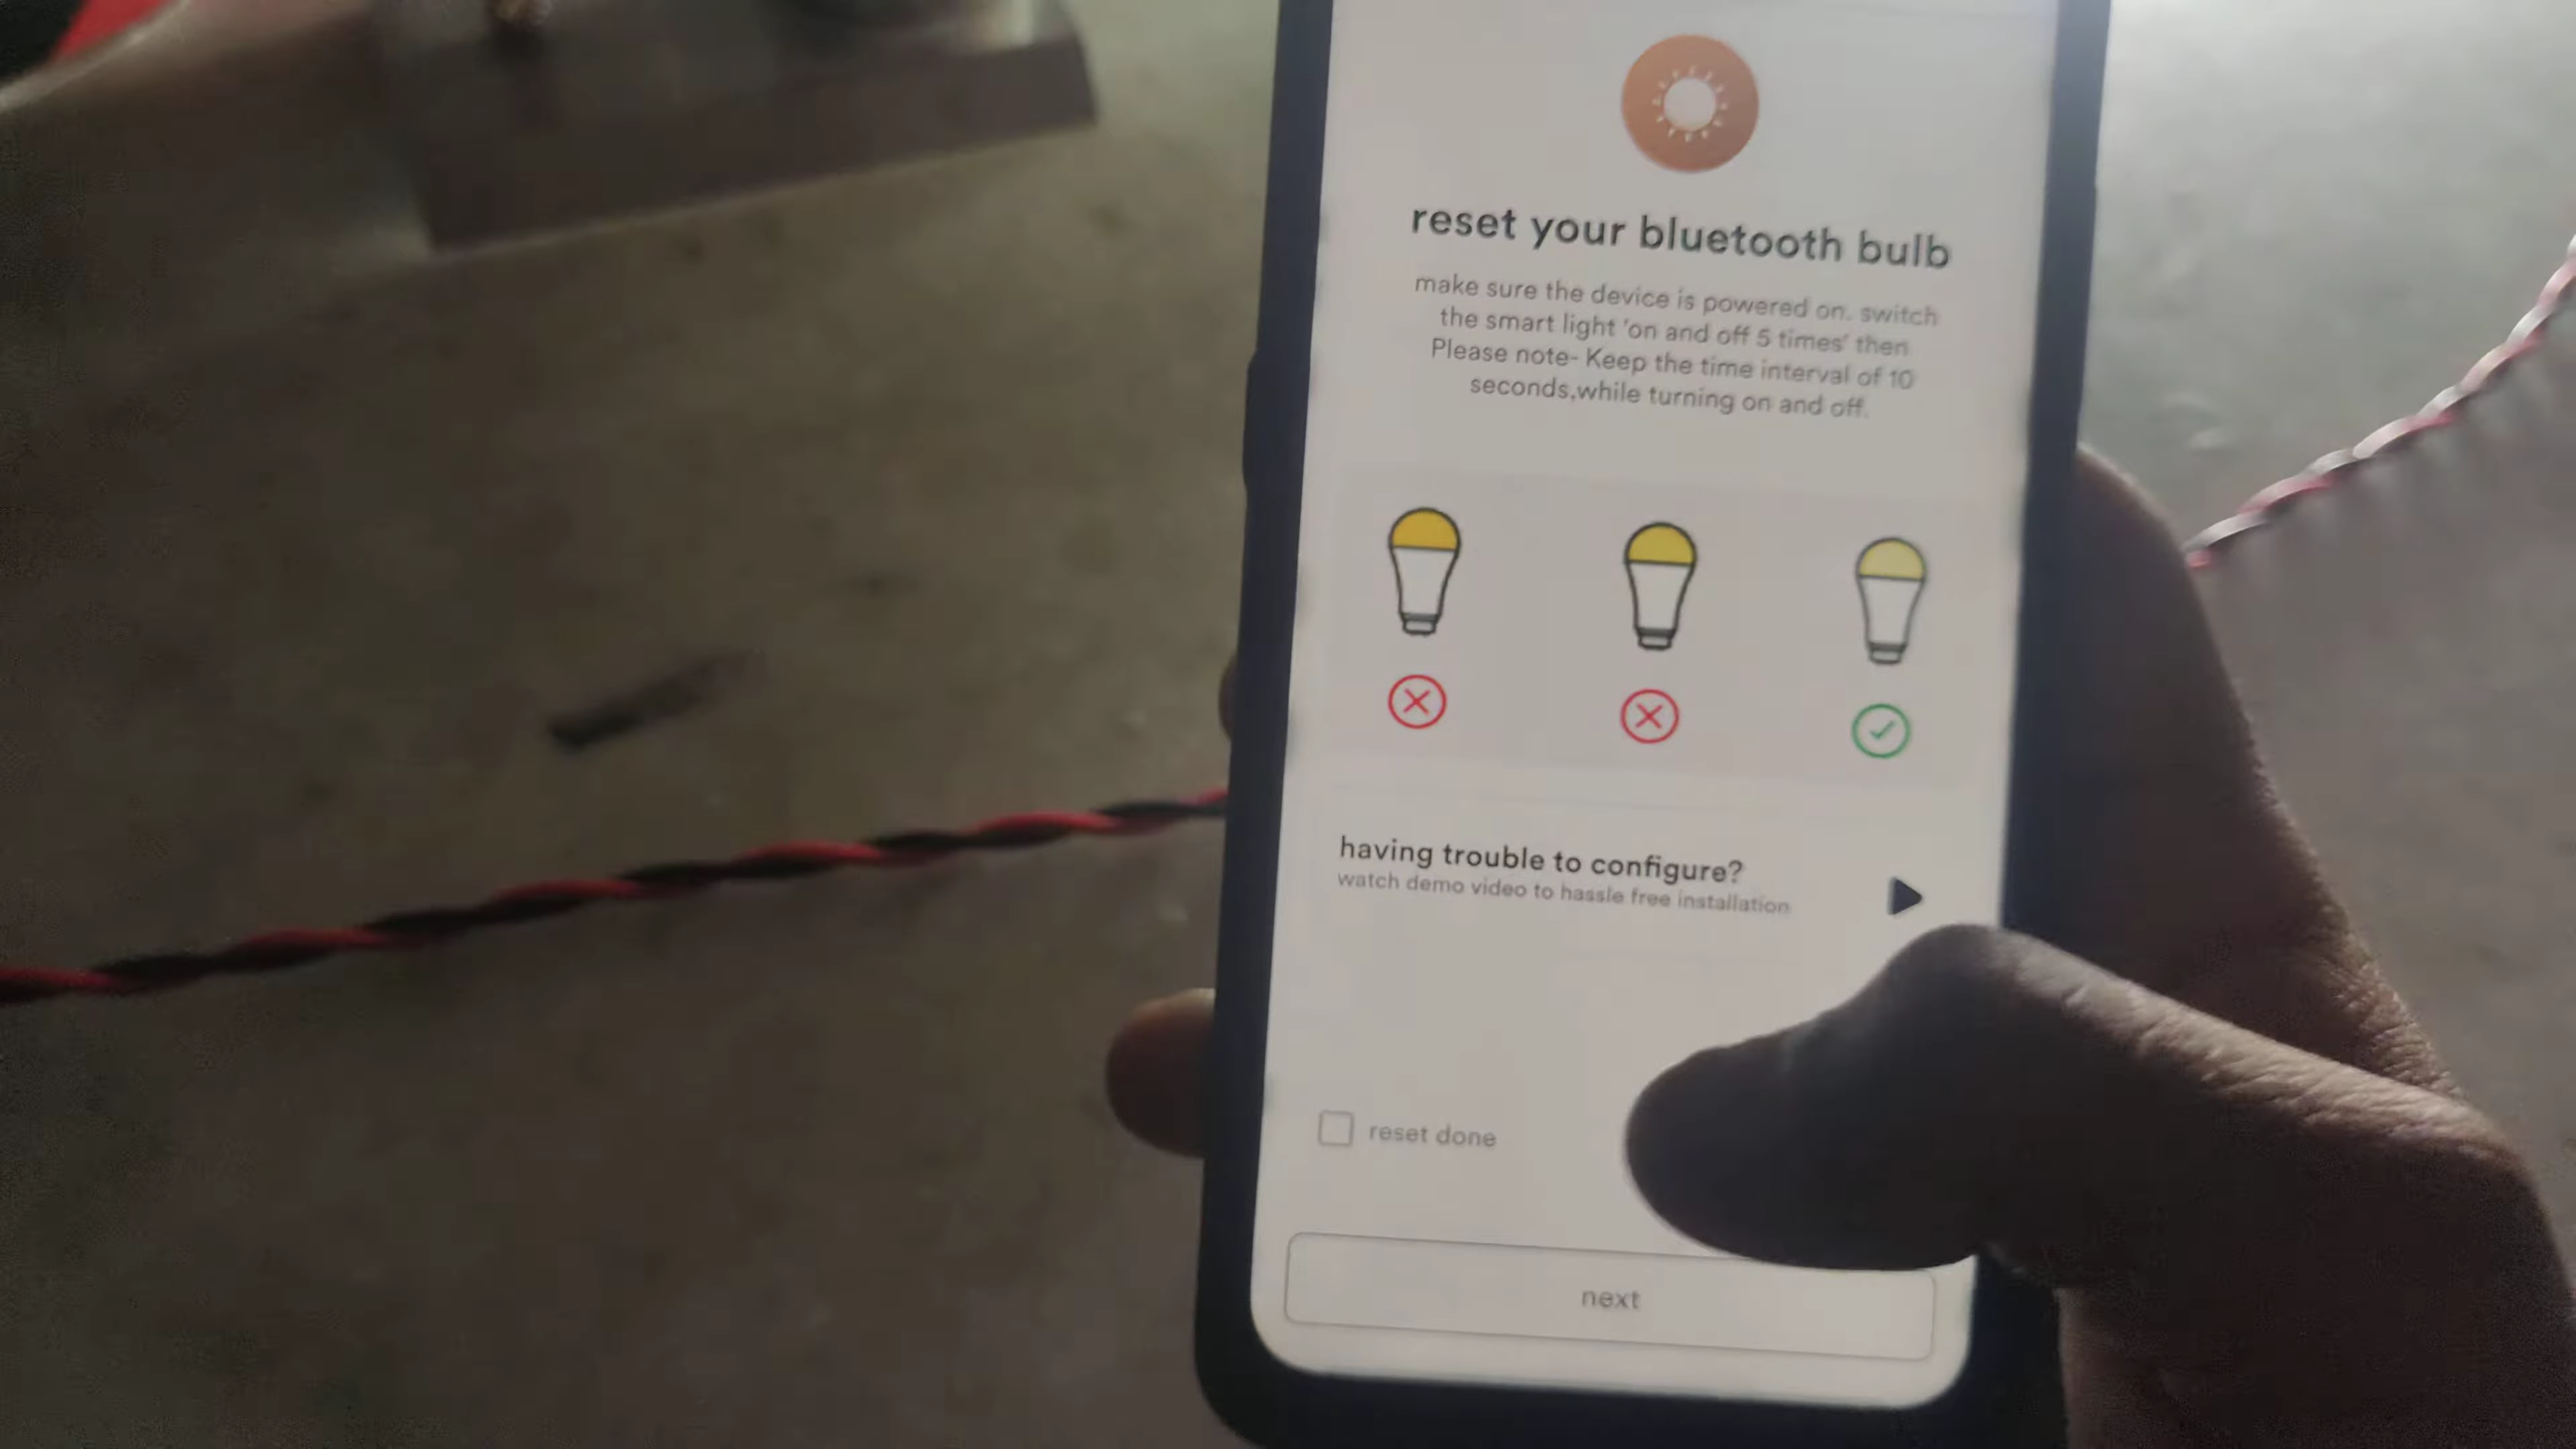 reset your bluetooth bulb
make sure the device is powered on. switch
the smart light 'on and off 5 times' then
Please note- Keep the time interval of 10
seconds,while turning on and off.
having trouble to configure?
watch demo video to hassle free installation
reset done
next